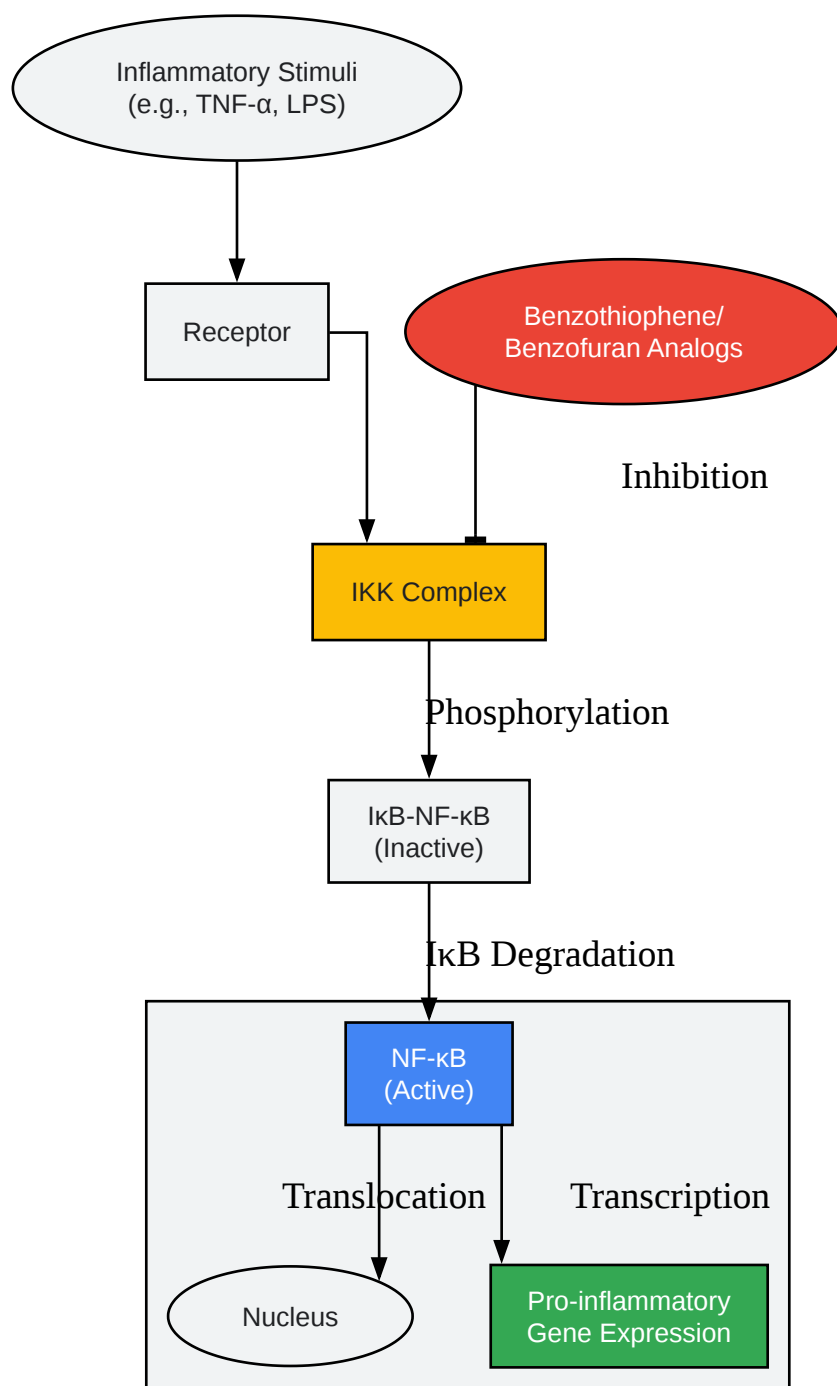 Inflammatory Stimuli
(e.g., TNF-α, LPS)
Receptor
Benzothiophene/
Benzofuran Analogs
Inhibition
IKK Complex
Phosphorylation
IκB-NF-κB
(Inactive)
IκB Degradation
NF-κB
(Active)
Translocation
Transcription
Nucleus
Pro-inflammatory
Gene Expression